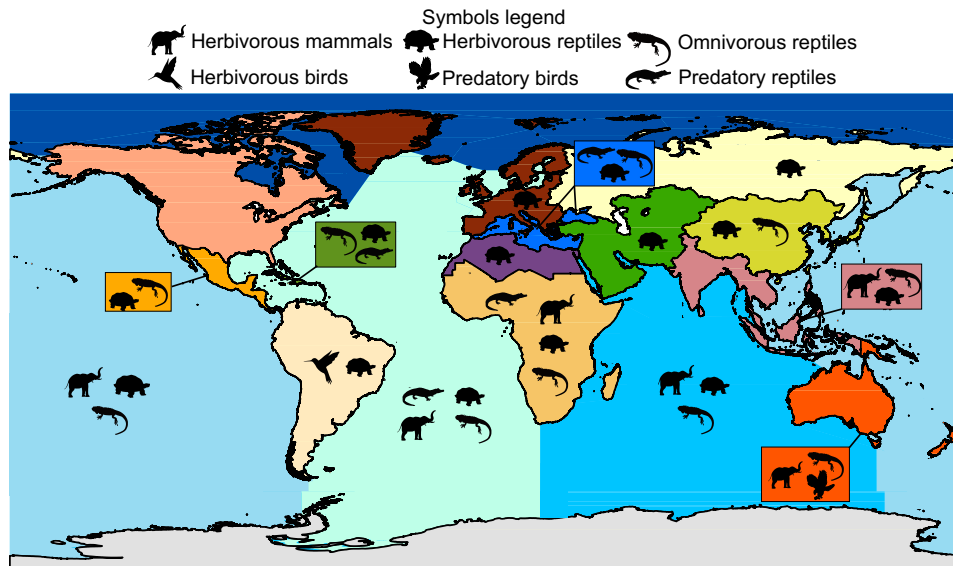 Symbols legend
Herbivorous mammals Herbivorous reptiles Omnivorous reptiles
Herbivorous birds Predatory birds Predatory reptiles